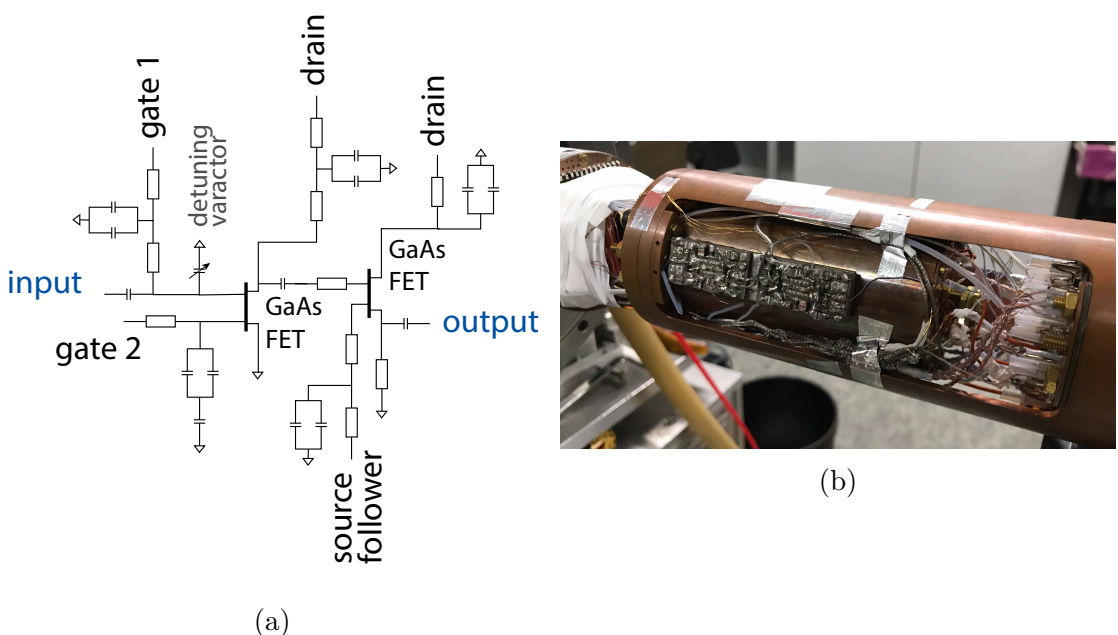 gate 1
detuning
varactor
drain
drain
GaAs
FET
input
GaAs
FET
output
gate 2
source
follower
(a)
(b)